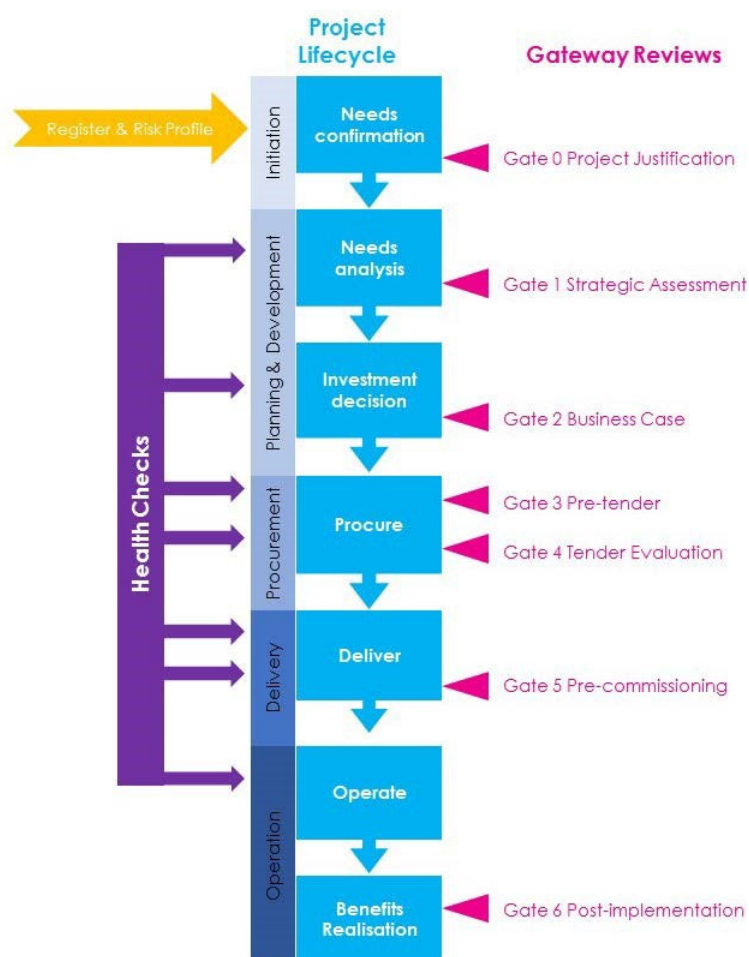 Project
Lifecycle
Gateway Reviews
Register & Risk Profile
Initiation
Needs
confirmation
Gate 0 Project Justification
Health Checks
Planning & Development
Needs
analysis
Gate 1 Strategic Assessment
Investment
decision
Gate 2 Business Case
Procurement
Procure
Gate 3 Pre-tender
Gate 4 Tender Evaluation
Delivery
Deliver
Gate 5 Pre-commissioning
Operation
Operate
Benefits
Realisation
Gate 6 Post-implementation